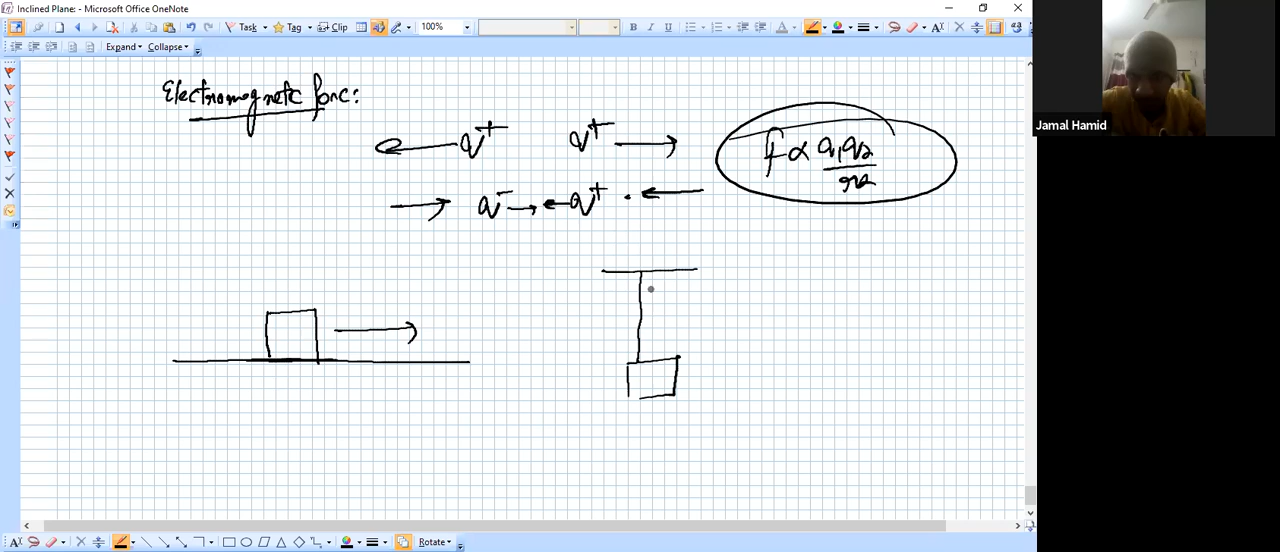 Inclined Plane: - Microsoft Office OneNote
Task Tag Clip 100% B I U
Expand Collapse
Jamal Hamid
Electromagnetic force:
q+ q+
f ∝ q1q2
r2
q- q+
Rotate